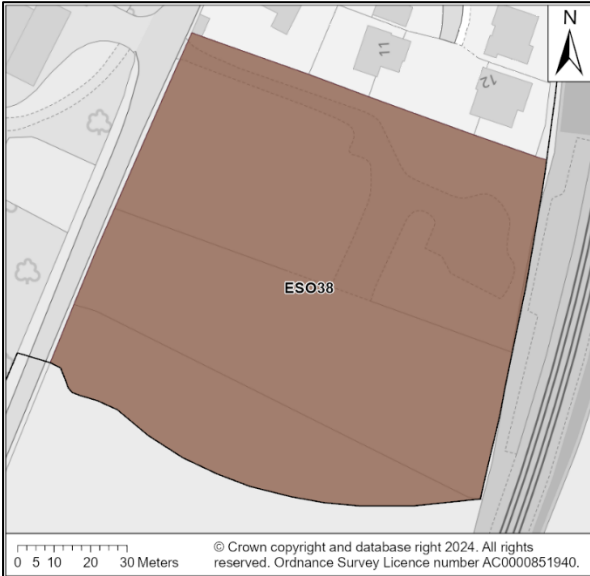 N
11
12
ESO38
0 5 10 20 30 Meters
© Crown copyright and database right 2024. All rights
reserved. Ordnance Survey Licence number AC0000851940.